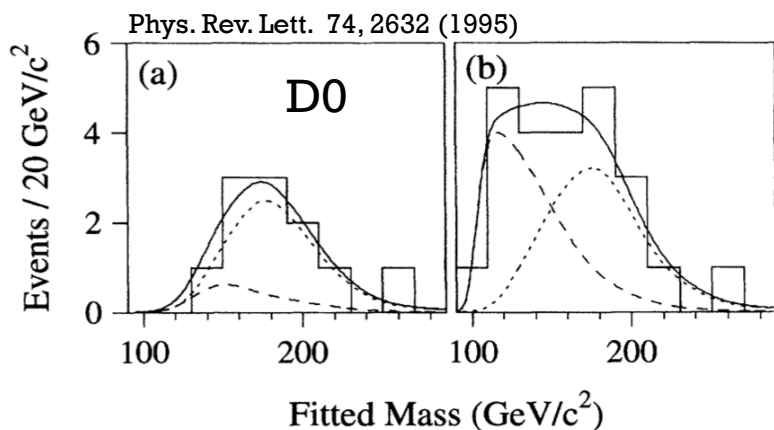 Phys. Rev. Lett. 74, 2632 (1995)
6
(a)
D0
(b)
4
2
0
Events / 20 GeV/c²
100
200
100
200
Fitted Mass (GeV/c²)